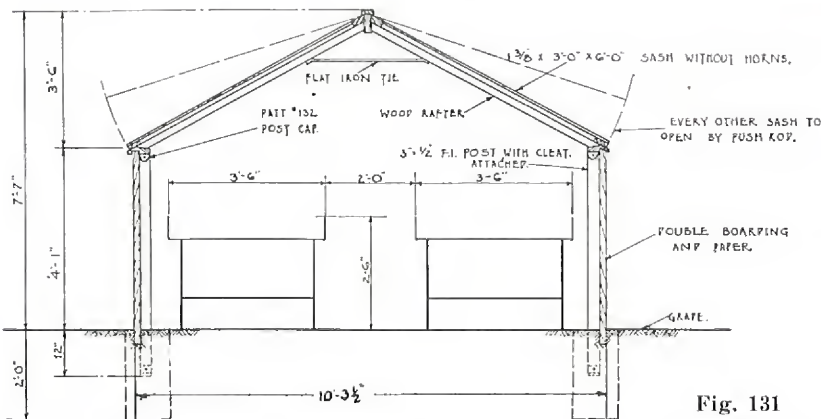 1 3/8 x 3'-0" x 6'-0" SASH WITHOUT HORNS.
FLAT IRON TIE
3'-6"
PATT #132
POST CAP.
WOOD RAFTER
EVERY OTHER SASH TO
OPEN BY PUSH ROD.
3" x 1/2" F.I. POST WITH CLEAT.
ATTACHED.
3'-6"
2'-0"
3-6"
7'-7"
4'-1"
2'-6"
DOUBLE BOARDING
AND PAPER
GRAPE.
12"
2'-0"
10'-3 1/2"
Fig. 131